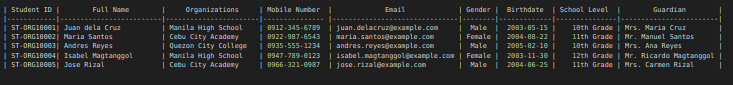 | Student ID | Full Name | Organizations | Mobile Number | Email | Gender | Birthdate | School Level | Guardian |
|------------|-----------------------|-----------------------|---------------|-----------------------------|--------|------------|--------------|-----------------------|
| ST-ORG10001| Juan dela Cruz | Manila High School | 0912-345-6789 | juan.delacruz@example.com | Male | 2003-05-15 | 10th Grade | Mrs. Maria Cruz |
| ST-ORG10002| Maria Santos | Cebu City Academy | 0922-987-6543 | maria.santos@example.com | Female | 2004-08-22 | 11th Grade | Mr. Manuel Santos |
| ST-ORG10003| Andres Reyes | Quezon City College | 0935-555-1234 | andres.reyes@example.com | Male | 2005-02-10 | 10th Grade | Mrs. Ana Reyes |
| ST-ORG10004| Isabel Magtanggol | Manila High School | 0947-789-0123 | isabel.magtanggol@example.com | Female | 2003-11-30 | 12th Grade | Mr. Ricardo Magtanggol |
| ST-ORG10005| Jose Rizal | Cebu City Academy | 0966-321-0987 | jose.rizal@example.com | Male | 2004-06-25 | 11th Grade | Mrs. Carmen Rizal |